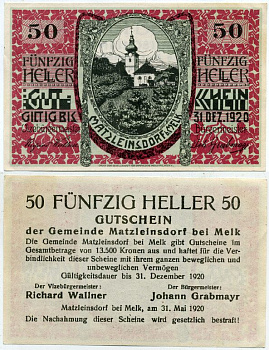 50 50
FÜNFZIG FÜNFZIG
HELLER HELLER
GUT- SCHEIN
GILTIG BIS 31. DEZ. 1920
Bürgermeister
MATZLEINSDORF
50 FÜNFZIG HELLER 50
GUTSCHEIN
der Gemeinde Matzleinsdorf bei Melk
Die Gemeinde Matzleinsdorf bei Melk gibt Gutscheine im
Gesamtbetrage von 13.500 Kronen aus und haftet für die Ver-
bindlichkeit dieser Scheine mit ihrem ganzen beweglichen und
unbeweglichen Vermögen
Gültigkeitsdauer bis 31. Dezember 1920
Der Vizebürgermeister: Der Bürgermeister:
Richard Wallner Johann Grabmayr
Matzleinsdorf bei Melk, am 31. Mai 1920
Die Nachahmung dieser Scheine wird gesetzlich bestraft!